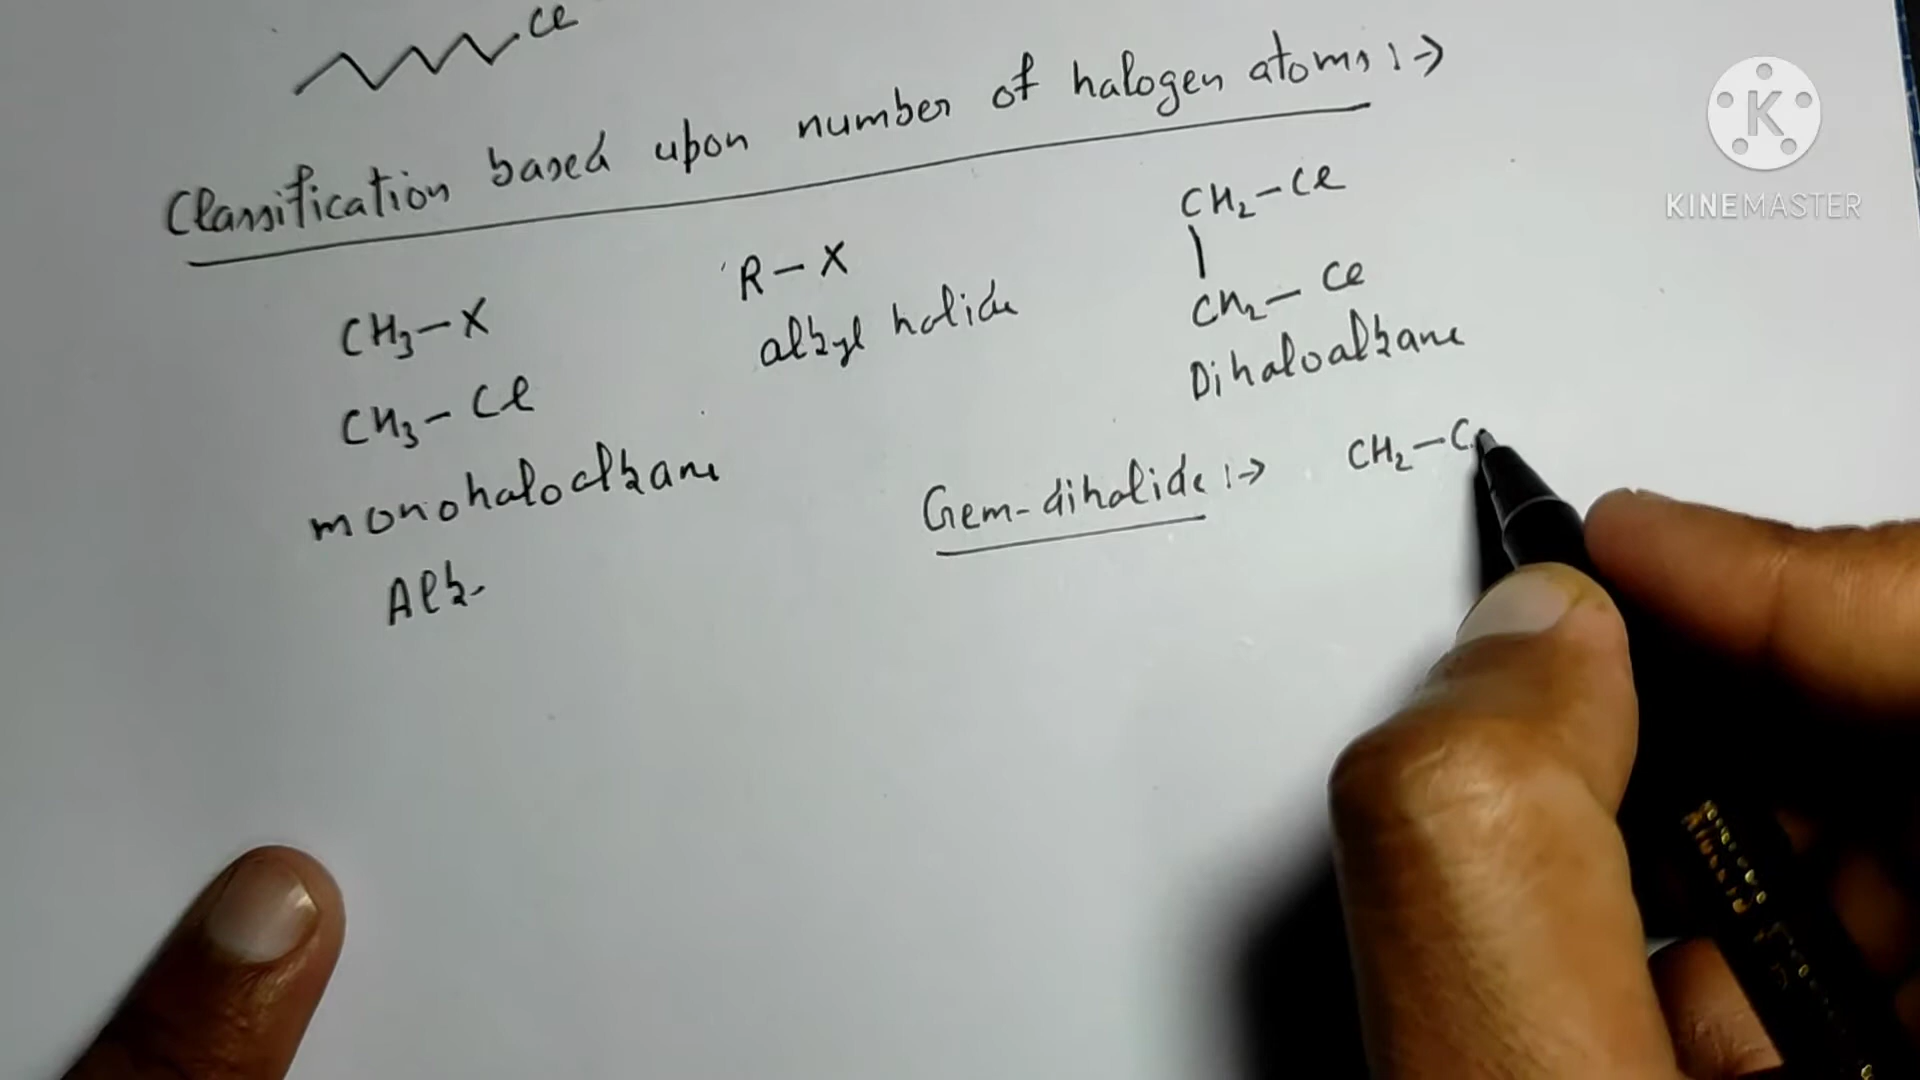 Cl
Classification based upon number of halogen atoms :→
CH₃—X
CH₃—Cl
monohaloalkane
Alk.
R—X
alkyl halide
CH₂—Cl
|
CH₂—Cl
Dihaloalkane
Gem-dihalide :→ CH₂—C
KINEMASTER